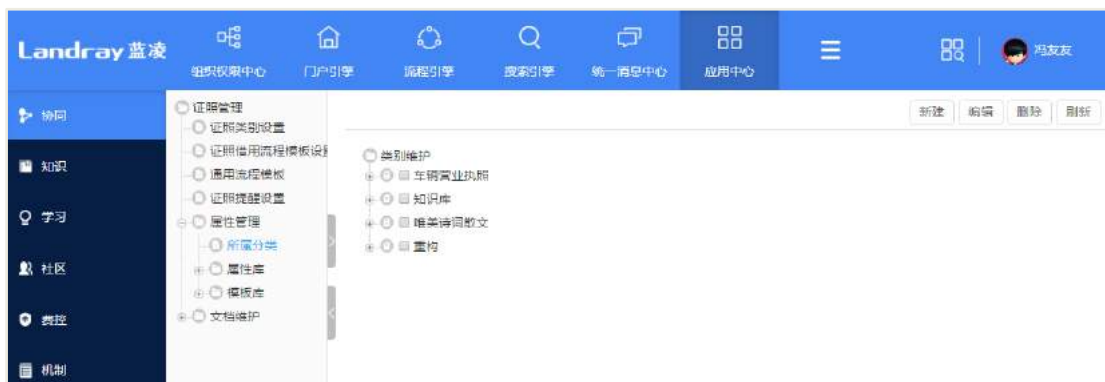 Landray 蓝凌
组织权限中心
门户引擎
流程引擎
搜索引擎
统一消息中心
应用中心
冯友友
协同
知识
学习
社区
费控
机制
证照管理
证照类别设置
证照借用流程模板设置
通用流程模板
证照提醒设置
属性管理
所属分类
属性库
模板库
文档维护
新建
编辑
删除
刷新
类别维护
车辆营业执照
知识库
唯美诗词散文
重构